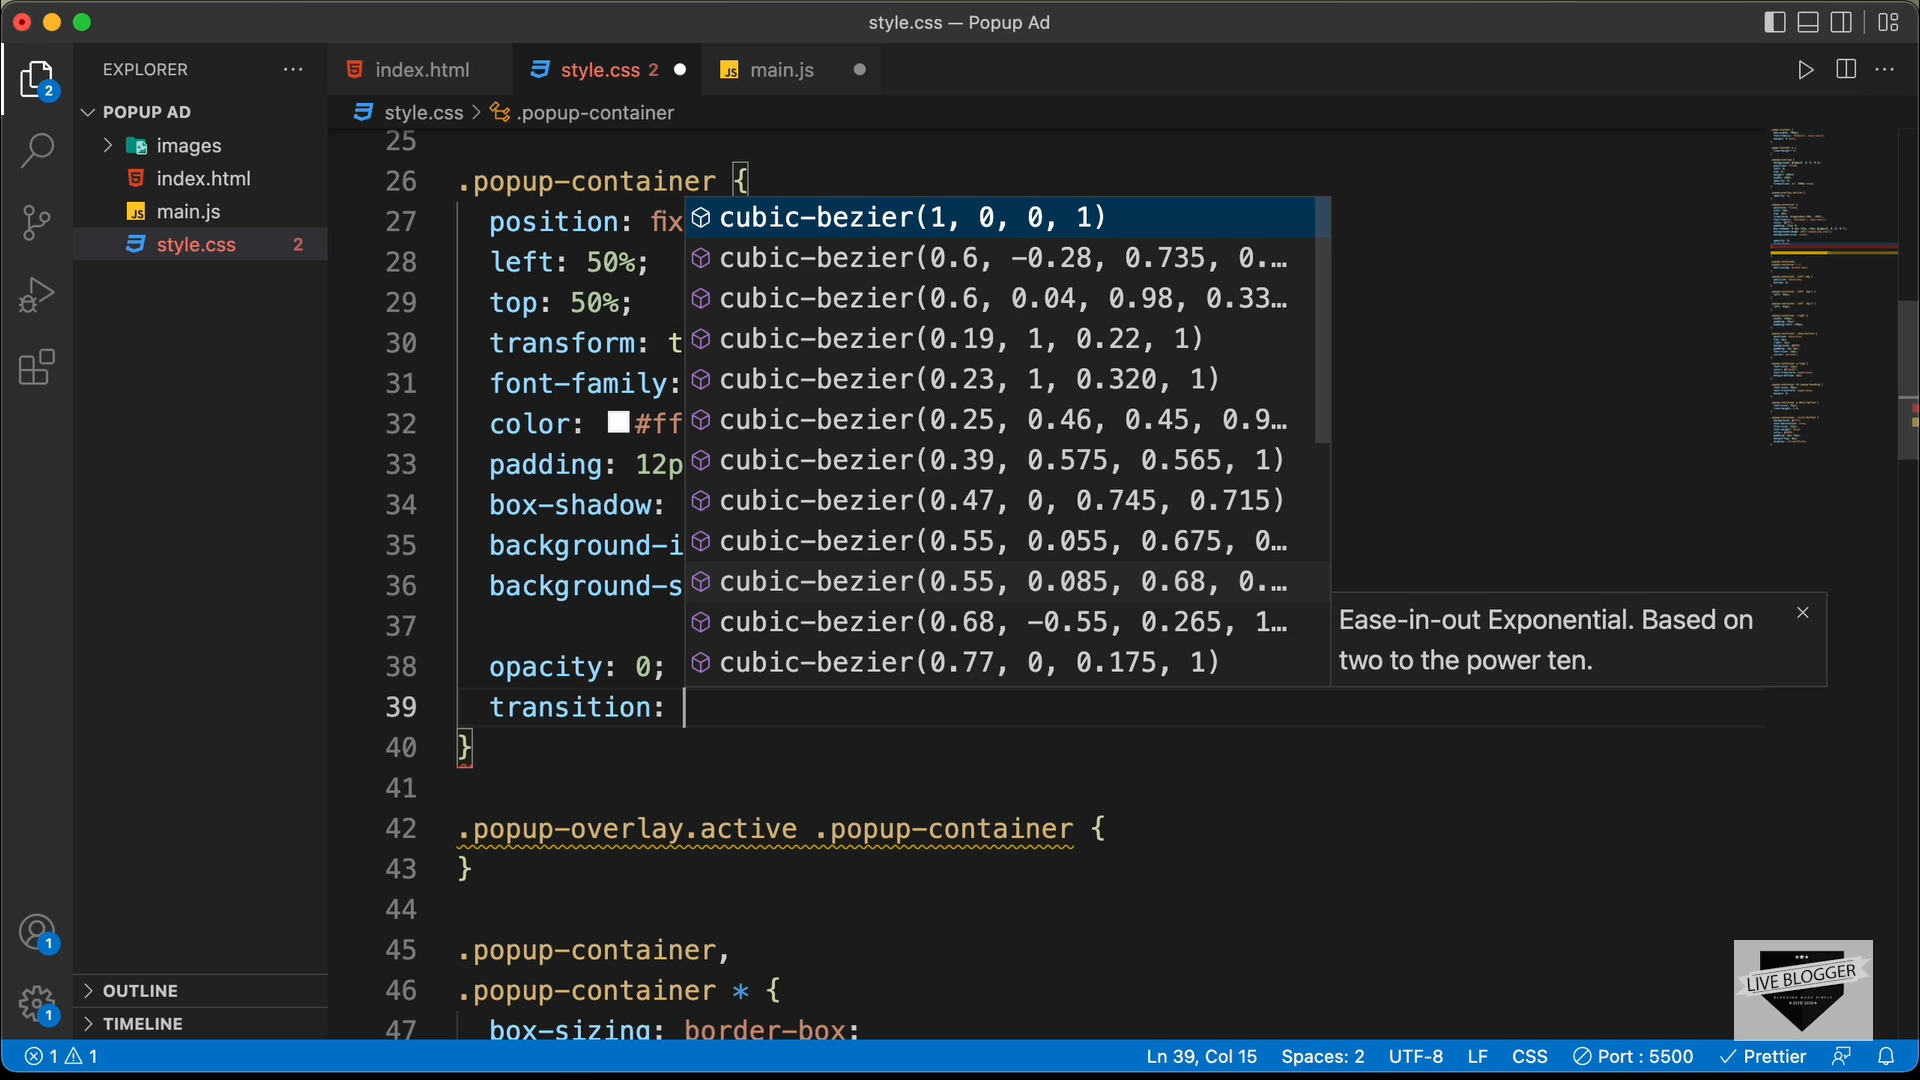 style.css — Popup Ad
EXPLORER
index.html
style.css 2
JS main.js
2
POPUP AD
style.css > .popup-container
images
index.html
JS main.js
style.css 2
25
26 .popup-container {
27 position: fix
28 left: 50%;
29 top: 50%;
30 transform: t
31 font-family:
32 color: #ff
33 padding: 12p
34 box-shadow:
35 background-i
36 background-s
37
38 opacity: 0;
39 transition:
40 }
41
42 .popup-overlay.active .popup-container {
43 }
44
45 .popup-container,
46 .popup-container * {
47 box-sizing: border-box;
cubic-bezier(1, 0, 0, 1)
cubic-bezier(0.6, -0.28, 0.735, 0.…
cubic-bezier(0.6, 0.04, 0.98, 0.33…
cubic-bezier(0.19, 1, 0.22, 1)
cubic-bezier(0.23, 1, 0.320, 1)
cubic-bezier(0.25, 0.46, 0.45, 0.9…
cubic-bezier(0.39, 0.575, 0.565, 1)
cubic-bezier(0.47, 0, 0.745, 0.715)
cubic-bezier(0.55, 0.055, 0.675, 0…
cubic-bezier(0.55, 0.085, 0.68, 0.…
cubic-bezier(0.68, -0.55, 0.265, 1…
cubic-bezier(0.77, 0, 0.175, 1)
Ease-in-out Exponential. Based on
two to the power ten.
1
1
OUTLINE
TIMELINE
LIVE BLOGGER
1 1
Ln 39, Col 15 Spaces: 2 UTF-8 LF CSS Port : 5500 Prettier